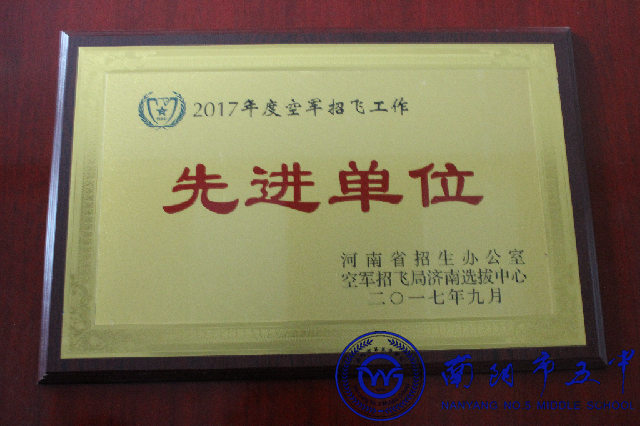 2017年度空军招飞工作
先进单位
河南省招生办公室
空军招飞局济南选拔中心
二〇一七年九月
南阳市五中
NANYANG NO.5 MIDDLE SCHOOL